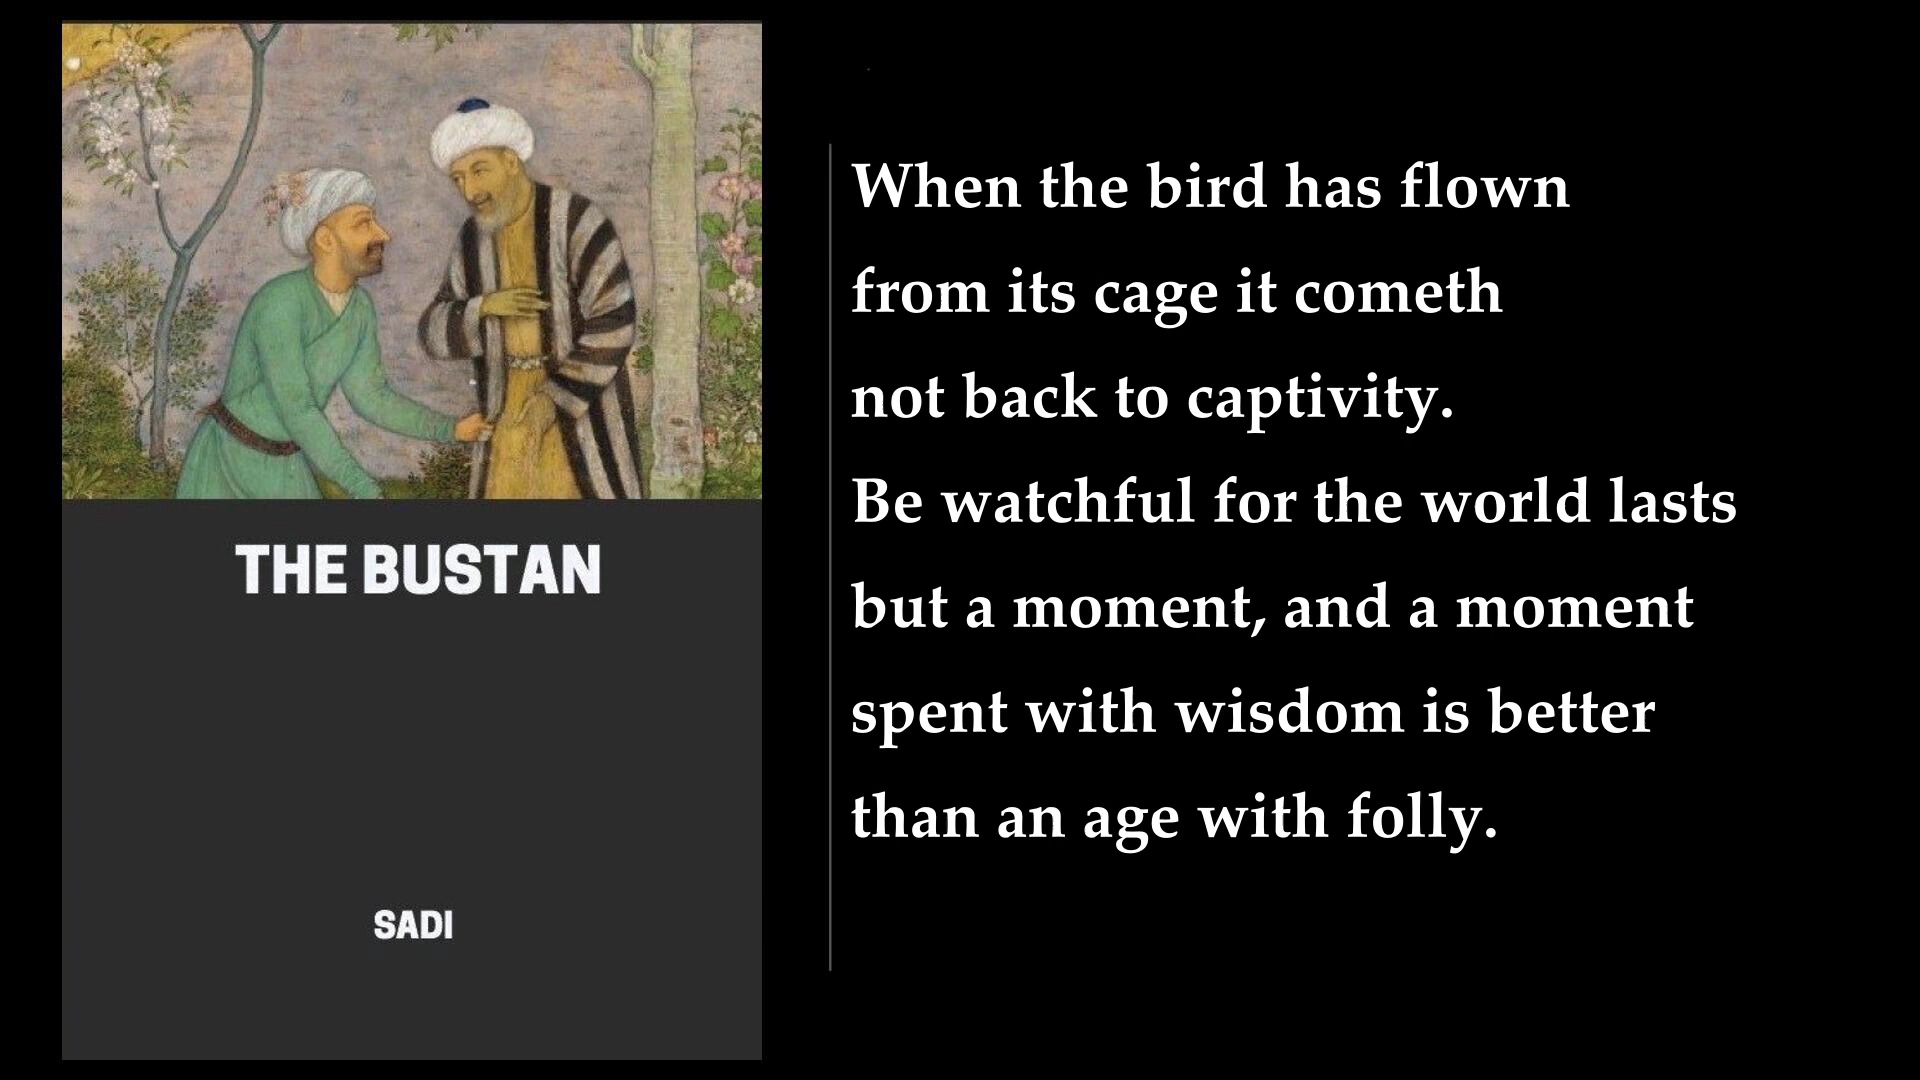 THE BUSTAN
SADI
When the bird has flown
from its cage it cometh
not back to captivity.
Be watchful for the world lasts
but a moment, and a moment
spent with wisdom is better
than an age with folly.